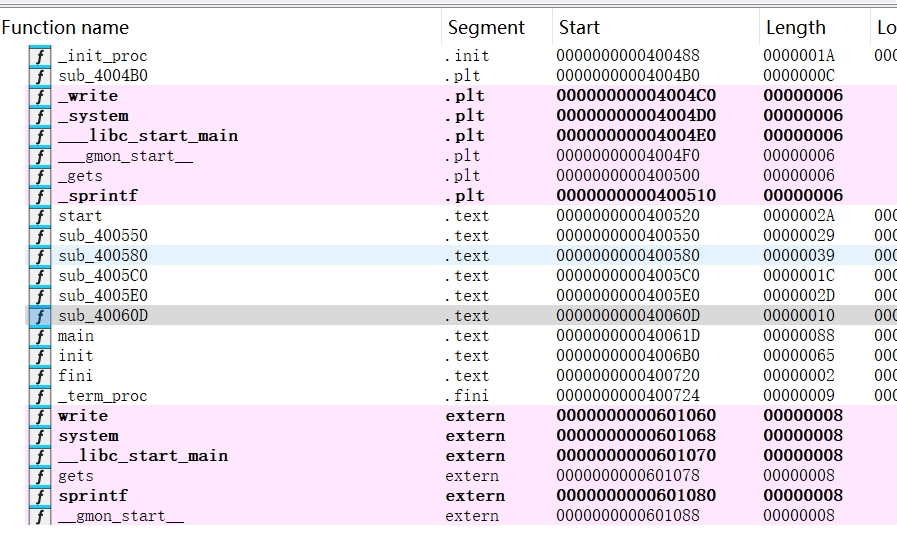 Function name Segment Start Length Lo
f _init_proc .init 0000000000400488 0000001A 000
f sub_4004B0 .plt 00000000004004B0 0000000C
f _write .plt 00000000004004C0 00000006
f _system .plt 00000000004004D0 00000006
f ___libc_start_main .plt 00000000004004E0 00000006
f ___gmon_start__ .plt 00000000004004F0 00000006
f _gets .plt 0000000000400500 00000006
f _sprintf .plt 0000000000400510 00000006
f start .text 0000000000400520 0000002A 000
f sub_400550 .text 0000000000400550 00000029 000
f sub_400580 .text 0000000000400580 00000039 000
f sub_4005C0 .text 00000000004005C0 0000001C 000
f sub_4005E0 .text 00000000004005E0 0000002D 000
f sub_40060D .text 000000000040060D 00000010 000
f main .text 000000000040061D 00000088 000
f init .text 00000000004006B0 00000065 000
f fini .text 0000000000400720 00000002 000
f _term_proc .fini 0000000000400724 00000009 000
f write extern 0000000000601060 00000008
f system extern 0000000000601068 00000008
f __libc_start_main extern 0000000000601070 00000008
f gets extern 0000000000601078 00000008
f sprintf extern 0000000000601080 00000008
f __gmon_start__ extern 0000000000601088 00000008